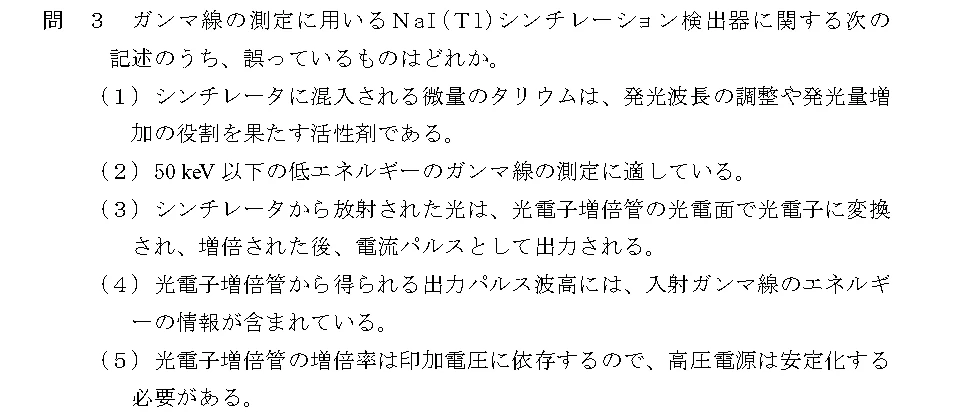 問　３　ガンマ線の測定に用いるＮaＩ(Ｔl)シンチレーション検出器に関する次の
記述のうち、誤っているものはどれか。
（１）シンチレータに混入される微量のタリウムは、発光波長の調整や発光量増
加の役割を果たす活性剤である。
（２）50 keV 以下の低エネルギーのガンマ線の測定に適している。
（３）シンチレータから放射された光は、光電子増倍管の光電面で光電子に変換
され、増倍された後、電流パルスとして出力される。
（４）光電子増倍管から得られる出力パルス波高には、入射ガンマ線のエネルギ
ーの情報が含まれている。
（５）光電子増倍管の増倍率は印加電圧に依存するので、高圧電源は安定化する
必要がある。